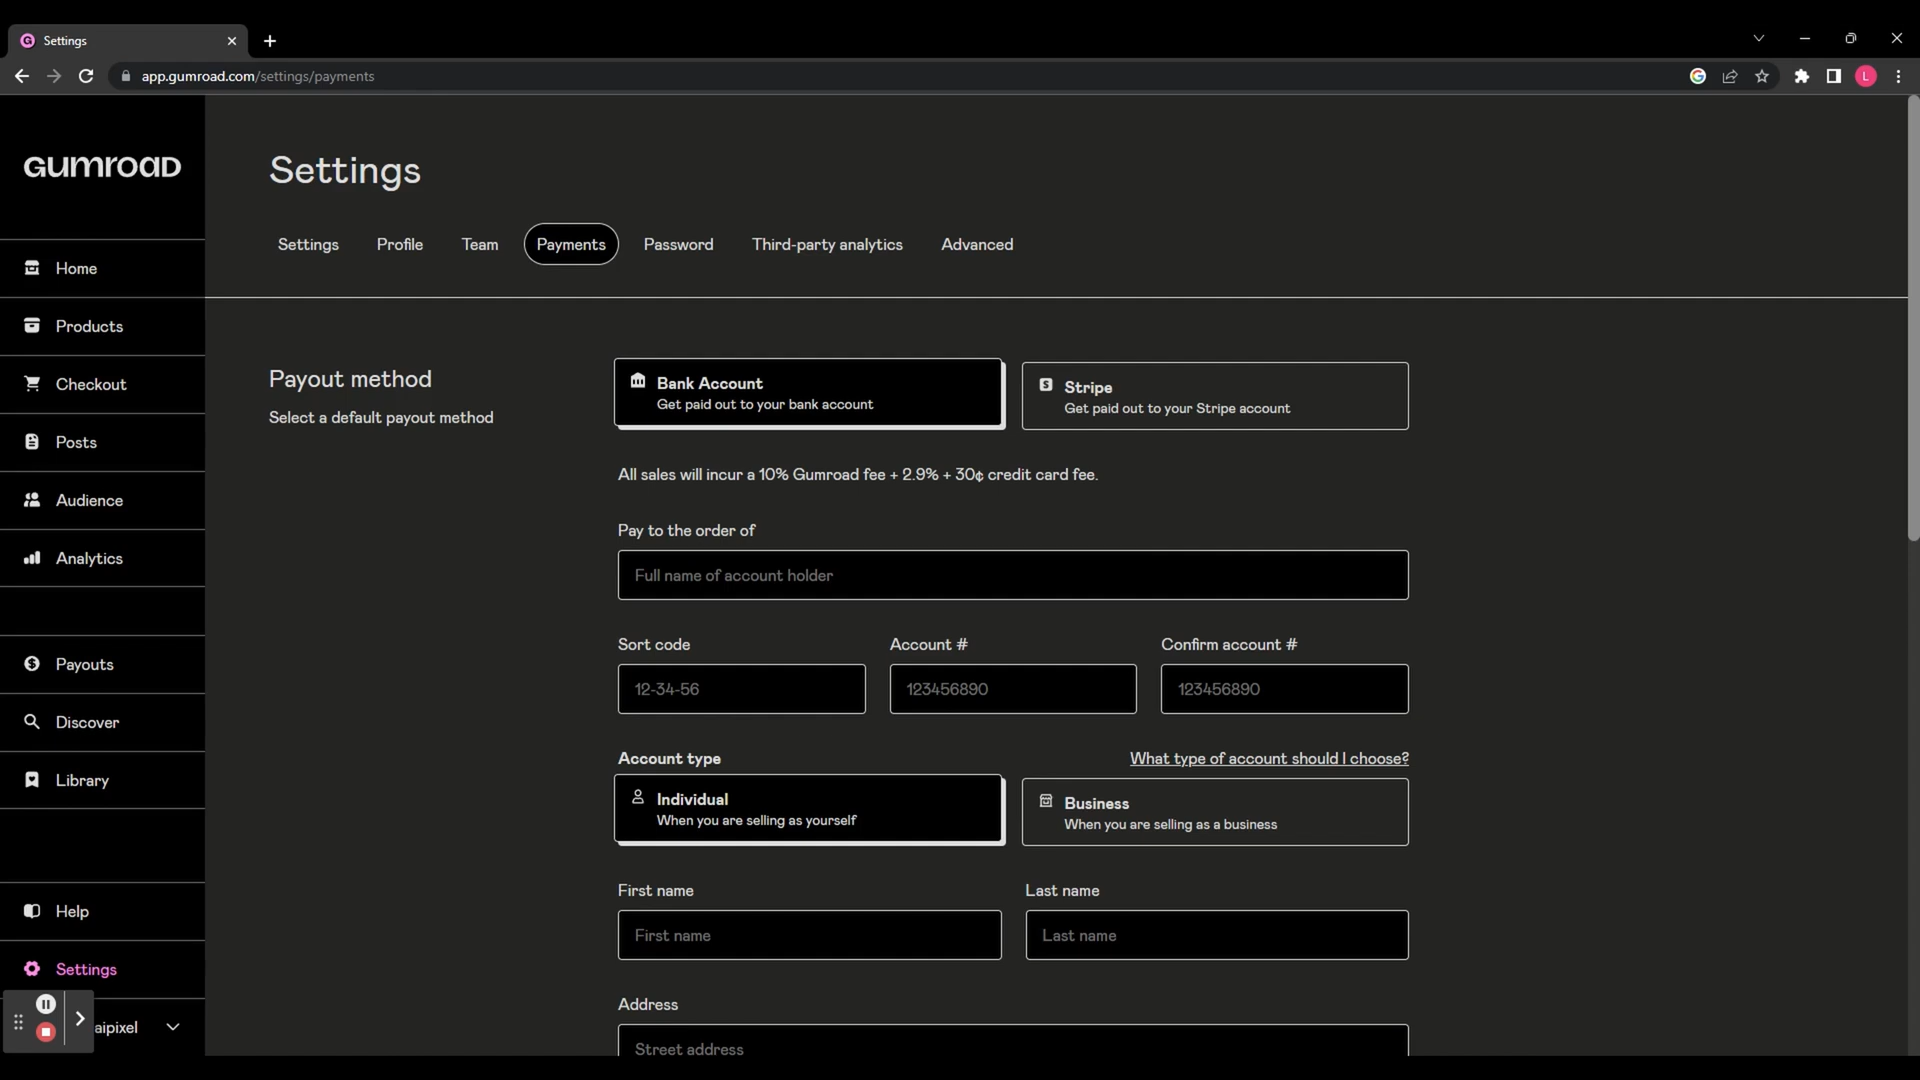 Settings
app.gumroad.com/settings/payments
L
GUMROAD
Home
Products
Checkout
Posts
Audience
Analytics
Payouts
Discover
Library
Help
Settings
aipixel
Settings
Settings Profile Team Payments Password Third-party analytics Advanced
Payout method
Select a default payout method
Bank Account
Get paid out to your bank account
Stripe
Get paid out to your Stripe account
All sales will incur a 10% Gumroad fee + 2.9% + 30¢ credit card fee.
Pay to the order of
Full name of account holder
Sort code Account # Confirm account #
12-34-56 123456890 123456890
Account type What type of account should I choose?
Individual
When you are selling as yourself
Business
When you are selling as a business
First name Last name
First name Last name
Address
Street address